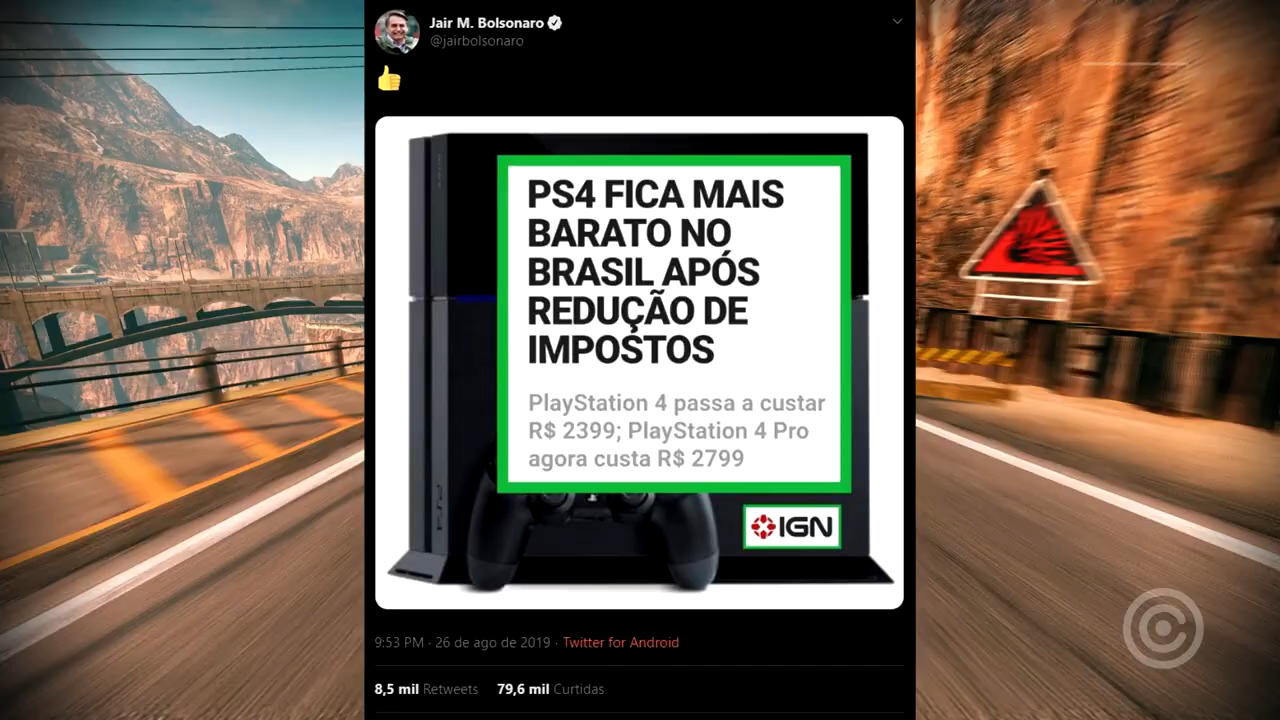 Jair M. Bolsonaro
@jairbolsonaro
👍
PS4 FICA MAIS
BARATO NO
BRASIL APÓS
REDUÇÃO DE
IMPOSTOS
PlayStation 4 passa a custar
R$ 2399; PlayStation 4 Pro
agora custa R$ 2799
IGN
9:53 PM · 26 de ago de 2019 · Twitter for Android
8,5 mil Retweets 79,6 mil Curtidas